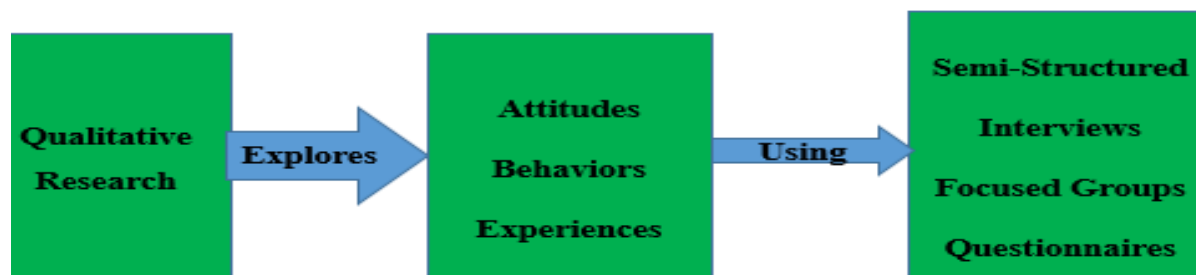 Qualitative
Research
Explores
Attitudes
Behaviors
Experiences
Using
Semi-Structured
Interviews
Focused Groups
Questionnaires